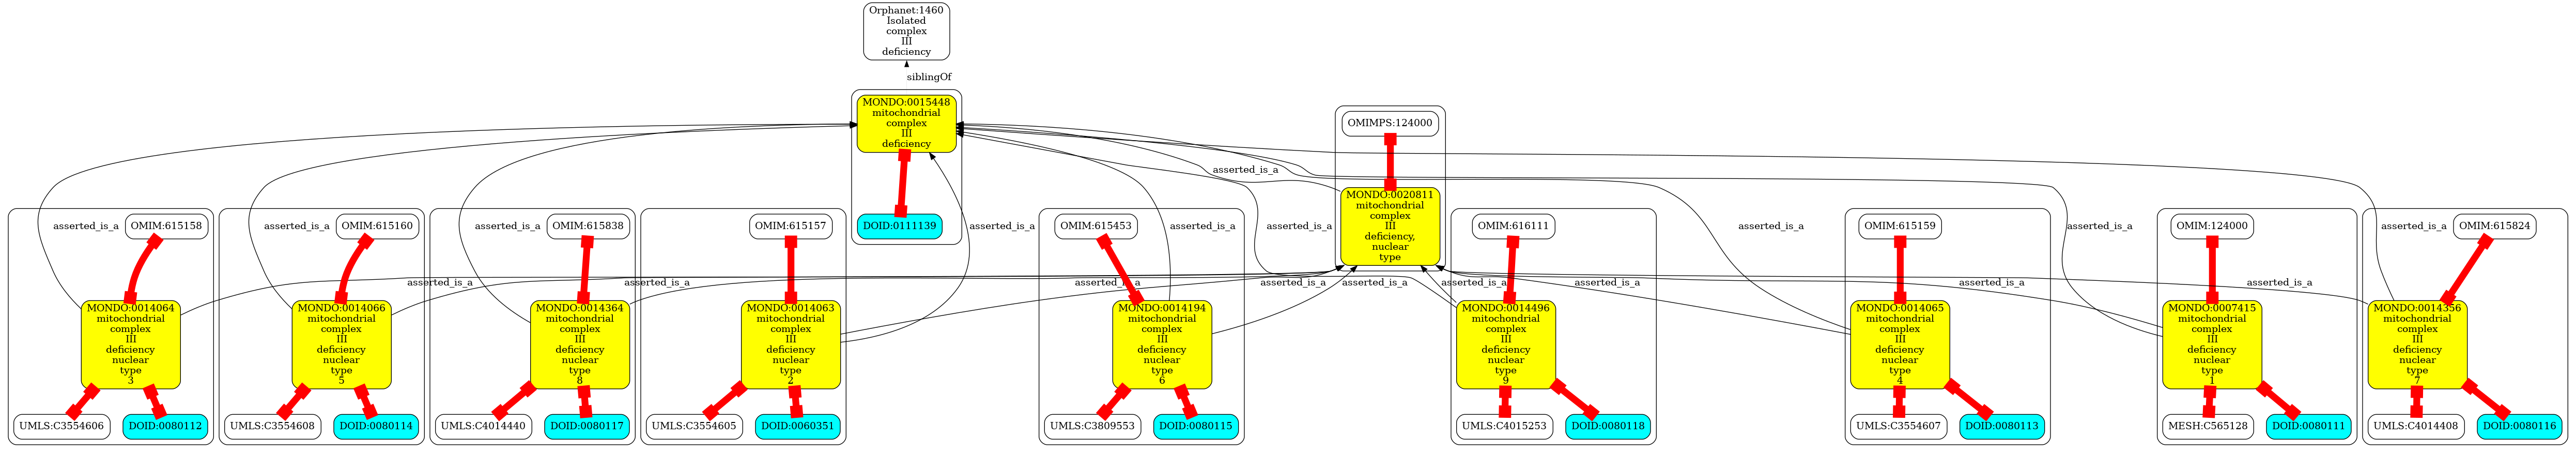 Orphanet:1460
Isolated
complex
III
deficiency
siblingOf
MONDO:0015448
mitochondrial
complex
III
deficiency
OMIMPS:124000
asserted_is_a
MONDO:0020811
mitochondrial
complex
III
deficiency,
nuclear
type
DOID:0111139
asserted_is_a
OMIM:615158
asserted_is_a
OMIM:615160
asserted_is_a
OMIM:615838
OMIM:615157
asserted_is_a
OMIM:615453
asserted_is_a
asserted_is_a
OMIM:616111
asserted_is_a
OMIM:615159
asserted_is_a
OMIM:124000
asserted_is_a
OMIM:615824
asserted_is_a
asserted_is_a
asserted_is_a
asserted_is_a
asserted_is_a
asserted_is_a
asserted_is_a
asserted_is_a
asserted_is_a
MONDO:0014064
mitochondrial
complex
III
deficiency
nuclear
type
3
MONDO:0014066
mitochondrial
complex
III
deficiency
nuclear
type
5
MONDO:0014364
mitochondrial
complex
III
deficiency
nuclear
type
8
MONDO:0014063
mitochondrial
complex
III
deficiency
nuclear
type
2
MONDO:0014194
mitochondrial
complex
III
deficiency
nuclear
type
6
MONDO:0014496
mitochondrial
complex
III
deficiency
nuclear
type
9
MONDO:0014065
mitochondrial
complex
III
deficiency
nuclear
type
4
MONDO:0007415
mitochondrial
complex
III
deficiency
nuclear
type
1
MONDO:0014356
mitochondrial
complex
III
deficiency
nuclear
type
7
UMLS:C3554606
DOID:0080112
UMLS:C3554608
DOID:0080114
UMLS:C4014440
DOID:0080117
UMLS:C3554605
DOID:0060351
UMLS:C3809553
DOID:0080115
UMLS:C4015253
DOID:0080118
UMLS:C3554607
DOID:0080113
MESH:C565128
DOID:0080111
UMLS:C4014408
DOID:0080116